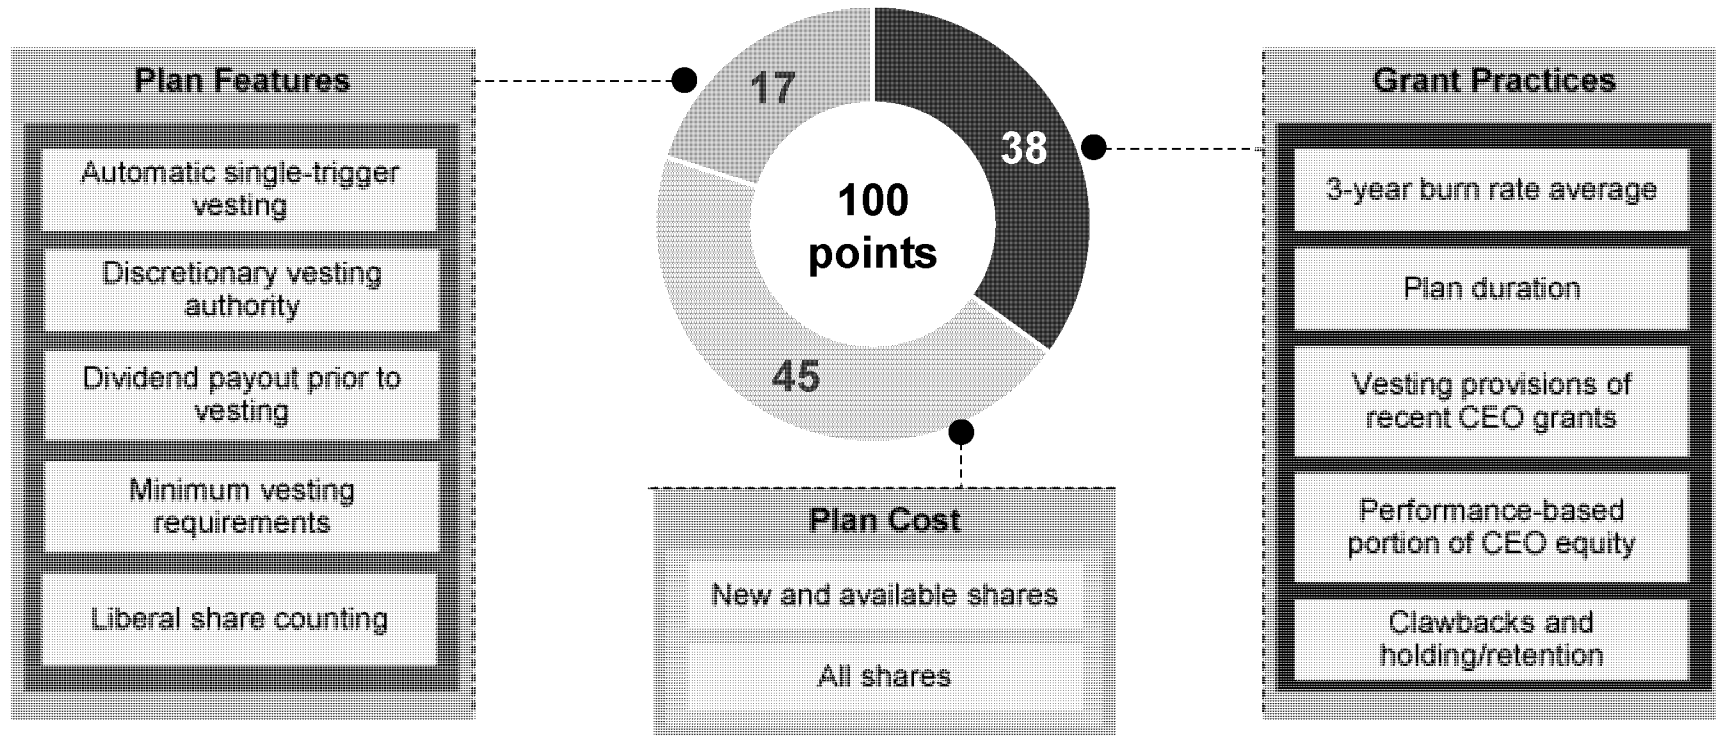 Plan Features
Automatic single-trigger
vesting
Discretionary vesting
authority
Dividend payout prior to
vesting
Minimum vesting
requirements
Liberal share counting
17
38
100
points
45
Plan Cost
New and available shares
All shares
Grant Practices
3-year burn rate average
Plan duration
Vesting provisions of
recent CEO grants
Performance-based
portion of CEO equity
Clawbacks and
holding/retention